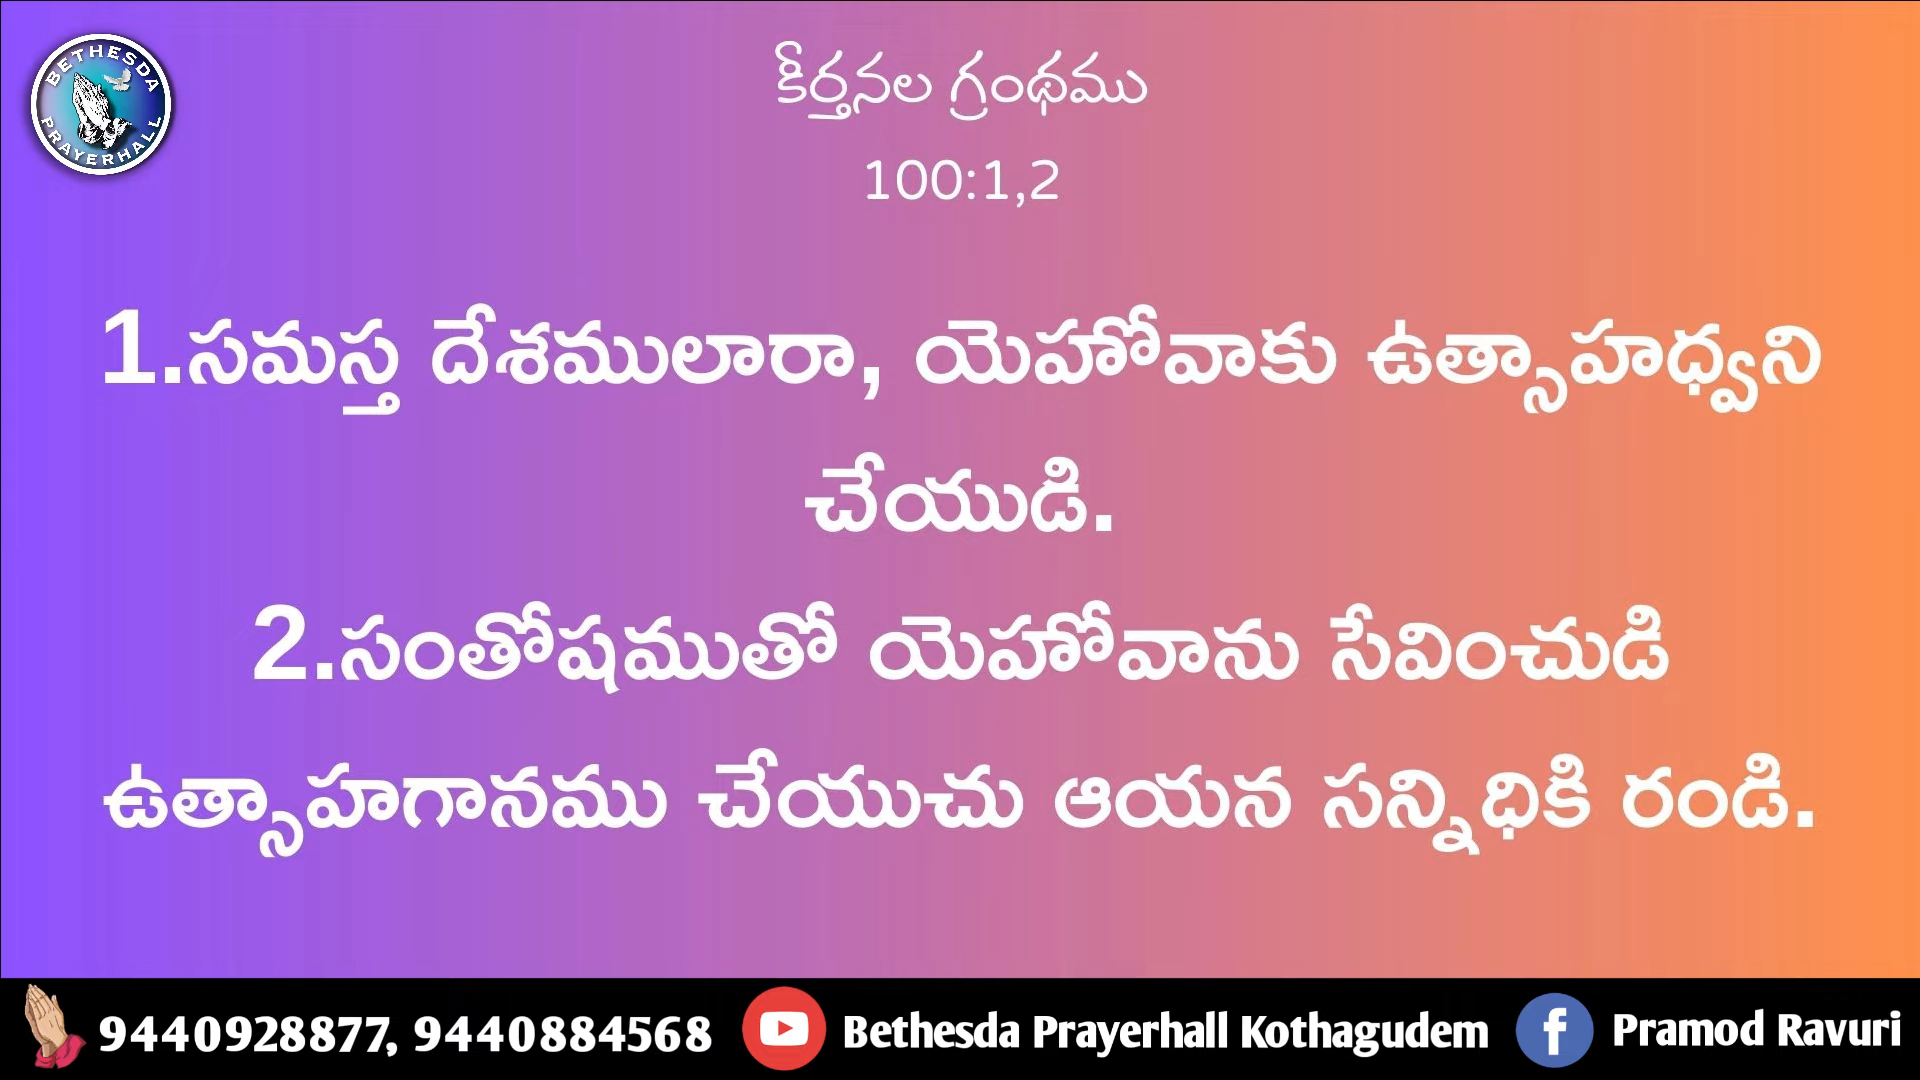 BETHESDA
PRAYERHALL
కీర్తనల గ్రంథము
100:1,2
1.సమస్త దేశములారా, యెహోవాకు ఉత్సాహధ్వని
చేయుడి.
2.సంతోషముతో యెహోవాను సేవించుడి
ఉత్సాహగానము చేయుచు ఆయన సన్నిధికి రండి.
9440928877, 9440884568 Bethesda Prayerhall Kothagudem Pramod Ravuri